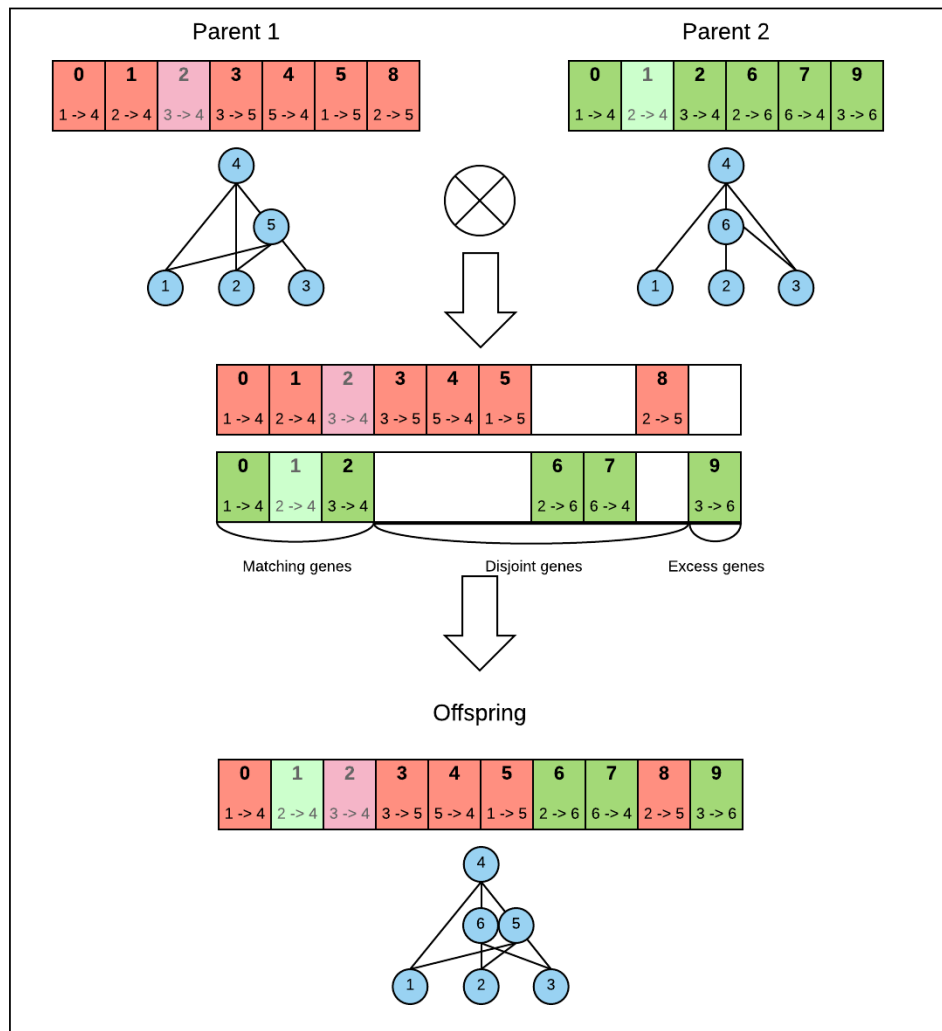 Parent 1
Parent 2
0 1 2 3 4 5 8
1 -> 4 2 -> 4 3 -> 4 3 -> 5 5 -> 4 1 -> 5 2 -> 5
0 1 2 6 7 9
1 -> 4 2 -> 4 3 -> 4 2 -> 6 6 -> 4 3 -> 6
4
5
1 2 3
4
6
1 2 3
0 1 2 3 4 5 8
1 -> 4 2 -> 4 3 -> 4 3 -> 5 5 -> 4 1 -> 5 2 -> 5
0 1 2 6 7 9
1 -> 4 2 -> 4 3 -> 4 2 -> 6 6 -> 4 3 -> 6
Matching genes Disjoint genes Excess genes
Offspring
0 1 2 3 4 5 6 7 8 9
1 -> 4 2 -> 4 3 -> 4 3 -> 5 5 -> 4 1 -> 5 2 -> 6 6 -> 4 2 -> 5 3 -> 6
4
6 5
1 2 3